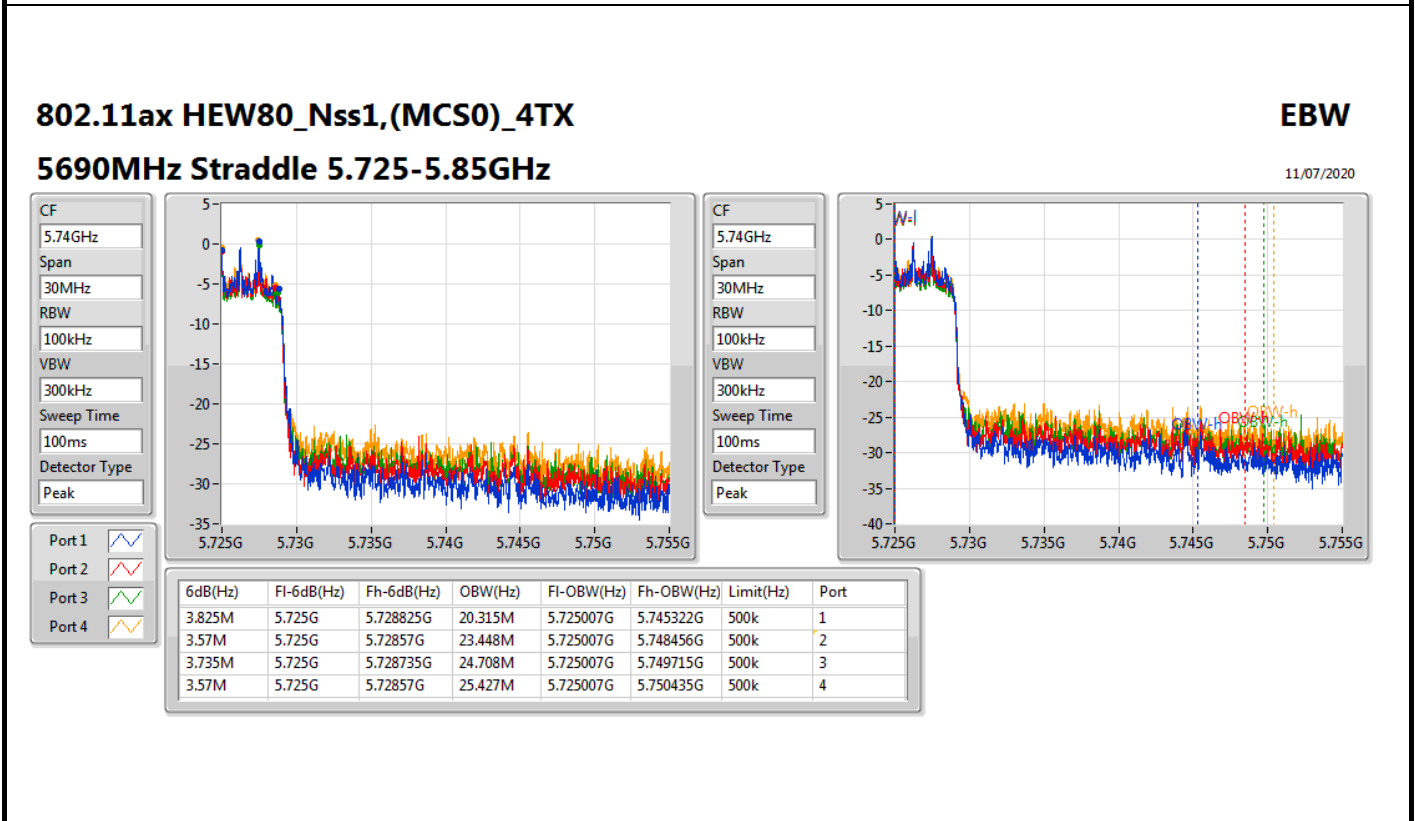 802.11ax HEW80_Nss1,(MCS0)_4TX
EBW
5690MHz Straddle 5.725-5.85GHz
11/07/2020
CF
5.74GHz
Span
30MHz
RBW
100kHz
VBW
300kHz
Sweep Time
100ms
Detector Type
Peak
5
0
-5
-10
-15
-20
-25
-30
-35
5.725G 5.73G 5.735G 5.74G 5.745G 5.75G 5.755G
CF
5.74GHz
Span
30MHz
RBW
100kHz
VBW
300kHz
Sweep Time
100ms
Detector Type
Peak
5
0
-5
-10
-15
-20
-25
-30
-35
-40
W-l
OBW-h
OBW-h
OBW-h
OBW-h
5.725G 5.73G 5.735G 5.74G 5.745G 5.75G 5.755G
Port 1
Port 2
Port 3
Port 4
6dB(Hz) Fl-6dB(Hz) Fh-6dB(Hz) OBW(Hz) Fl-OBW(Hz) Fh-OBW(Hz) Limit(Hz) Port
3.825M 5.725G 5.728825G 20.315M 5.725007G 5.745322G 500k 1
3.57M 5.725G 5.72857G 23.448M 5.725007G 5.748456G 500k 2
3.735M 5.725G 5.728735G 24.708M 5.725007G 5.749715G 500k 3
3.57M 5.725G 5.72857G 25.427M 5.725007G 5.750435G 500k 4